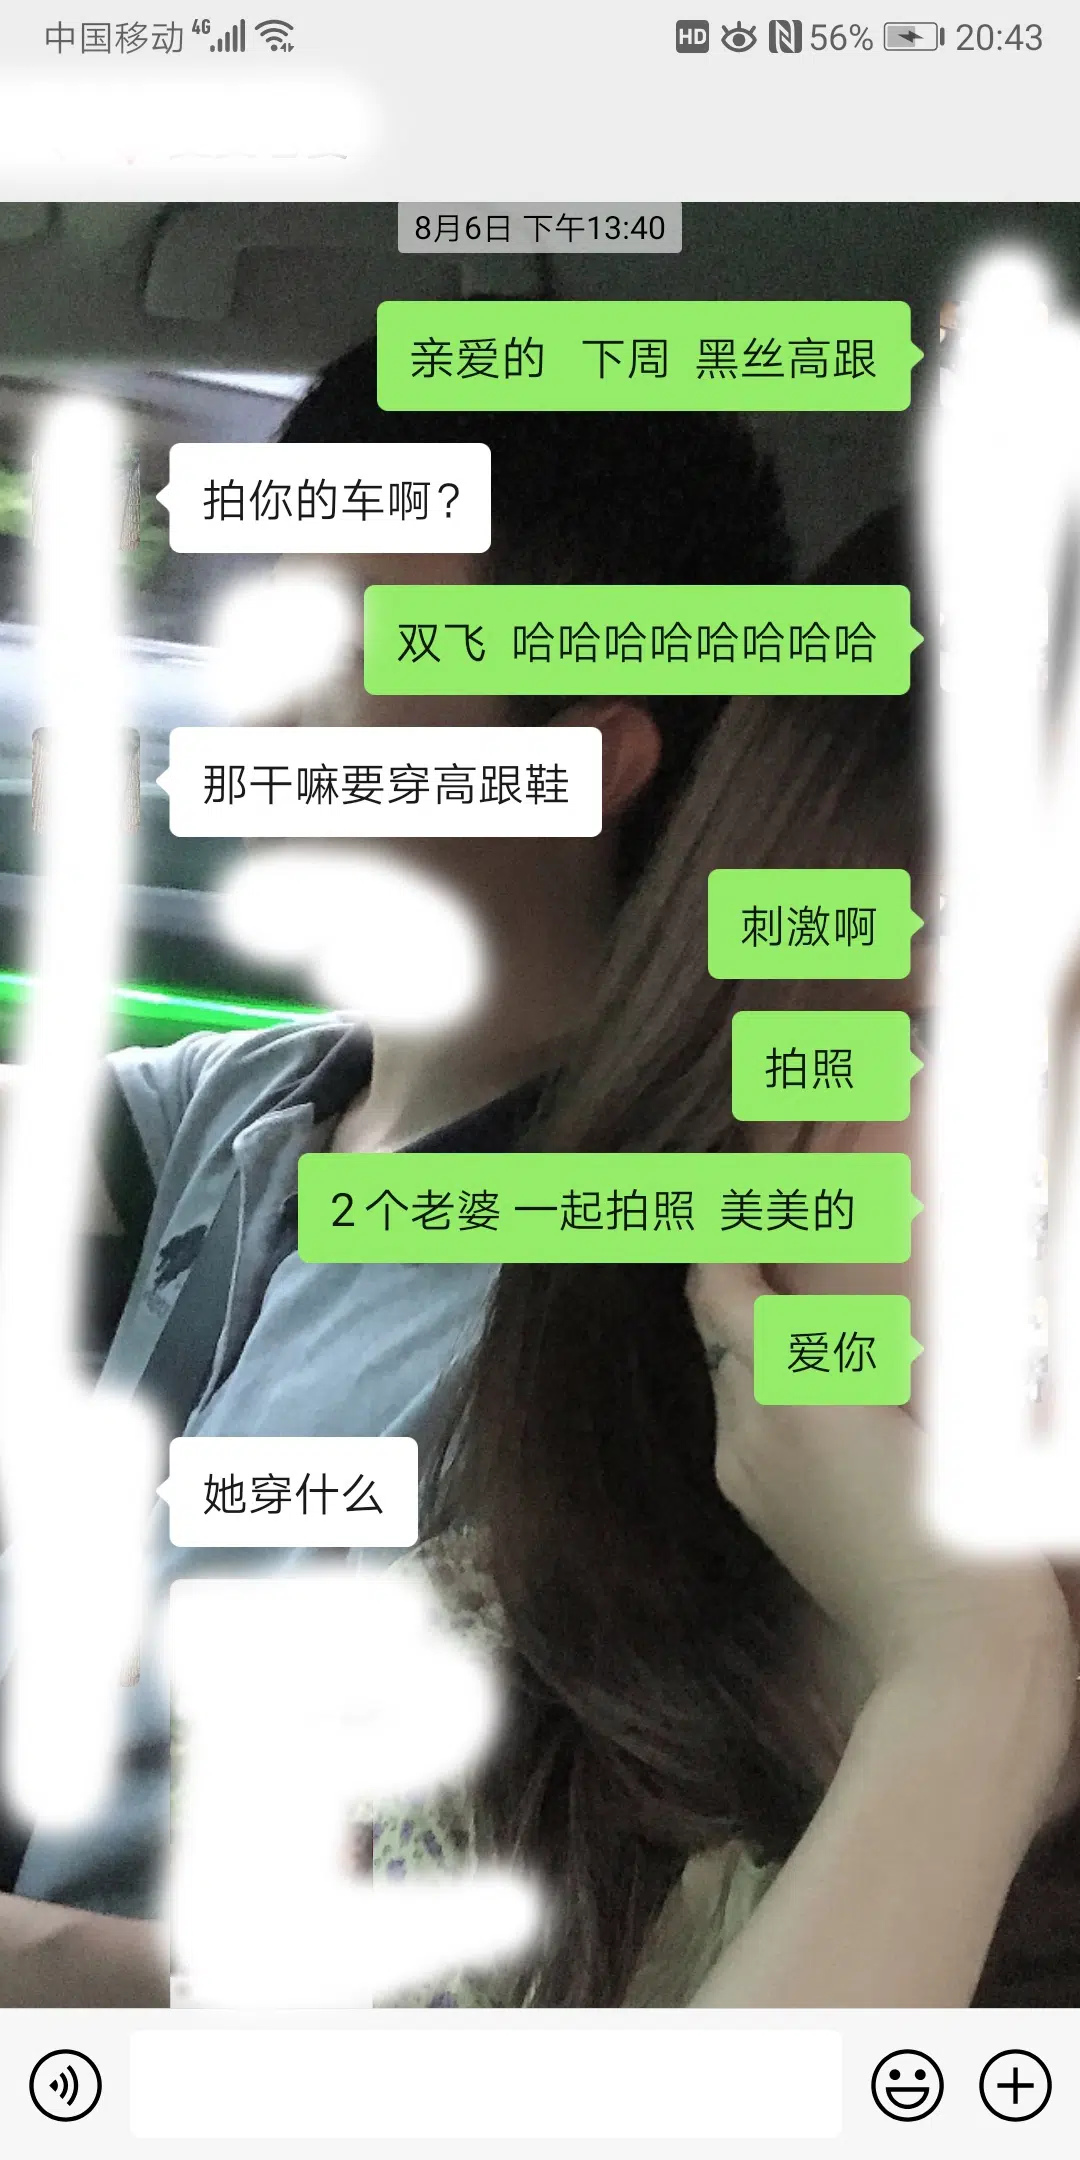 中国移动 4G HD 56% 20:43
8月6日 下午13:40
亲爱的 下周 黑丝高跟
拍你的车啊?
双飞 哈哈哈哈哈哈哈哈
那干嘛要穿高跟鞋
刺激啊
拍照
2个老婆 一起拍照 美美的
爱你
她穿什么